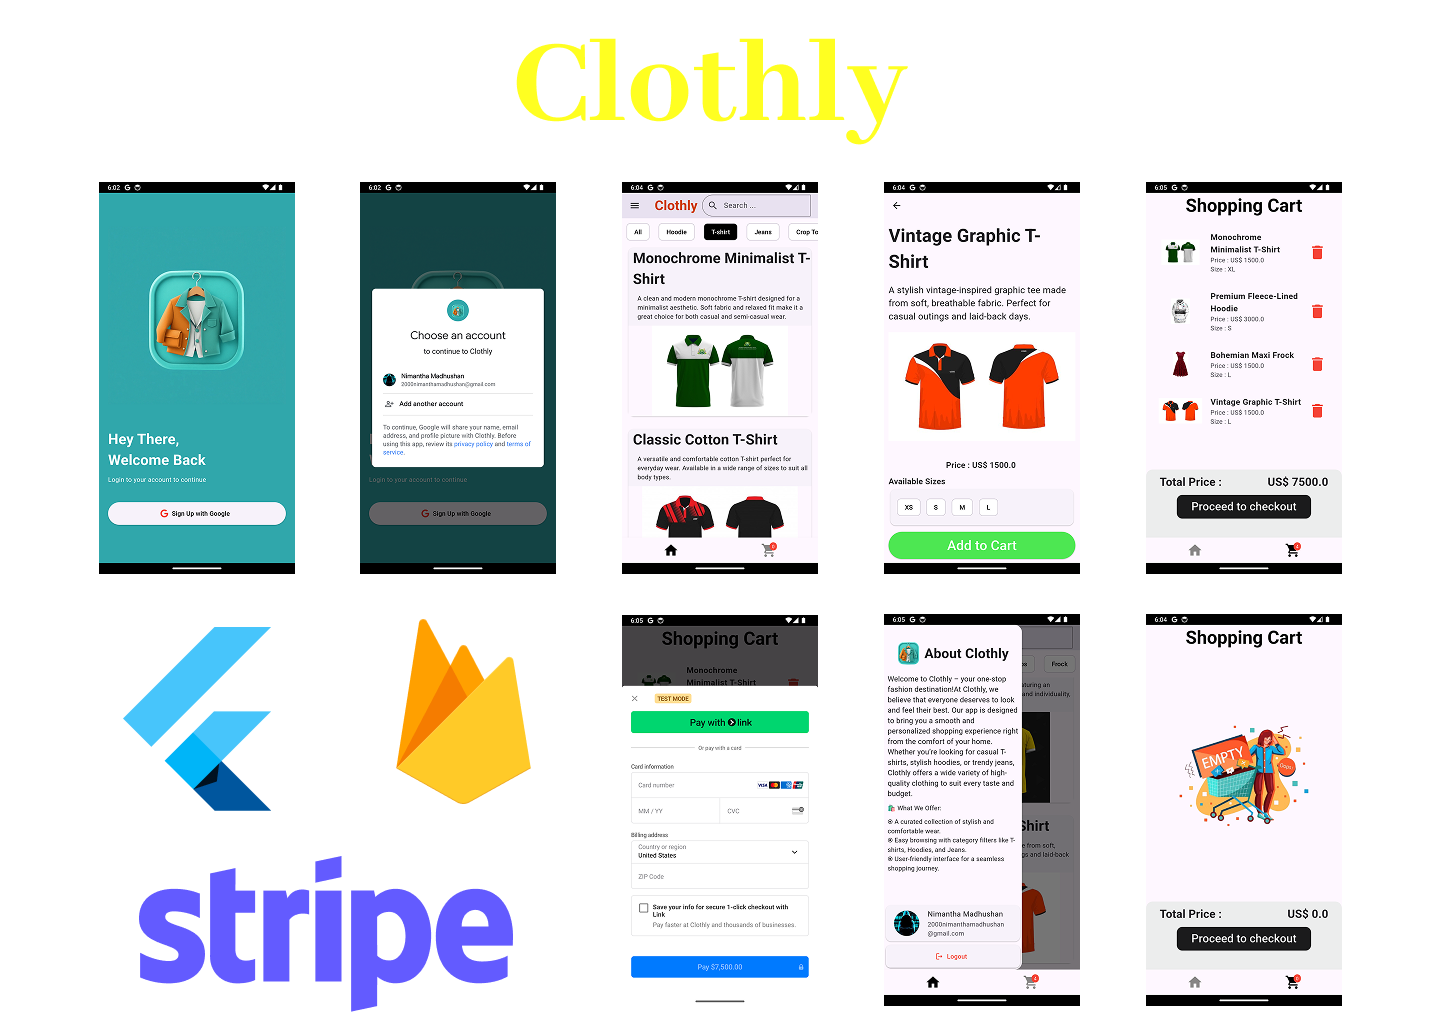 Clothly
6:02
Hey There,
Welcome Back
Login to your account to continue
Sign Up with Google
6:02
Choose an account
to continue to Clothly
Nimantha Madhushan
2000nimanthamadhushan@gmail.com
Add another account
To continue, Google will share your name, email
address, and profile picture with Clothly. Before
using this app, review its privacy policy and terms of
service.
Login to your account to continue
Sign Up with Google
6:04
Clothly
Search ...
All
Hoodie
T-shirt
Jeans
Crop To
Monochrome Minimalist T-
Shirt
A clean and modern monochrome T-shirt designed for a
minimalist aesthetic. Soft fabric and relaxed fit make it a
great choice for both casual and semi-casual wear.
Classic Cotton T-Shirt
A versatile and comfortable cotton T-shirt perfect for
everyday wear. Available in a wide range of sizes to suit all
body types.
6:04
Vintage Graphic T-
Shirt
A stylish vintage-inspired graphic tee made
from soft, breathable fabric. Perfect for
casual outings and laid-back days.
Price : US$ 1500.0
Available Sizes
XS
S
M
L
Add to Cart
6:05
Shopping Cart
Monochrome
Minimalist T-Shirt
Price : US$ 1500.0
Size : XL
Premium Fleece-Lined
Hoodie
Price : US$ 3000.0
Size : S
Bohemian Maxi Frock
Price : US$ 1500.0
Size : L
Vintage Graphic T-Shirt
Price : US$ 1500.0
Size : L
Total Price :
US$ 7500.0
Proceed to checkout
stripe
6:05
Shopping Cart
Monochrome
Minimalist T-Shirt
TEST MODE
Pay with link
Or pay with a card
Card information
Card number
VISA
MM / YY
CVC
Billing address
Country or region
United States
ZIP Code
Save your info for secure 1-click checkout with
Link
Pay faster at Clothly and thousands of businesses.
Pay $7,500.00
6:05
About Clothly
Welcome to Clothly – your one-stop
fashion destination!At Clothly, we
believe that everyone deserves to look
and feel their best. Our app is designed
to bring you a smooth and
personalized shopping experience right
from the comfort of your home.
Whether you're looking for casual T-
shirts, stylish hoodies, or trendy jeans,
Clothly offers a wide variety of high-
quality clothing to suit every taste and
budget.
What We Offer:
A curated collection of stylish and
comfortable wear.
Easy browsing with category filters like T-
shirts, Hoodies, and Jeans.
User-friendly interface for a seamless
shopping journey.
Nimantha Madhushan
2000nimanthamadhushan
@gmail.com
Logout
Frock
aturing an
and individuality,
hirt
e from soft,
gs and laid-back
6:04
Shopping Cart
EMPTY
Oops!
Total Price :
US$ 0.0
Proceed to checkout